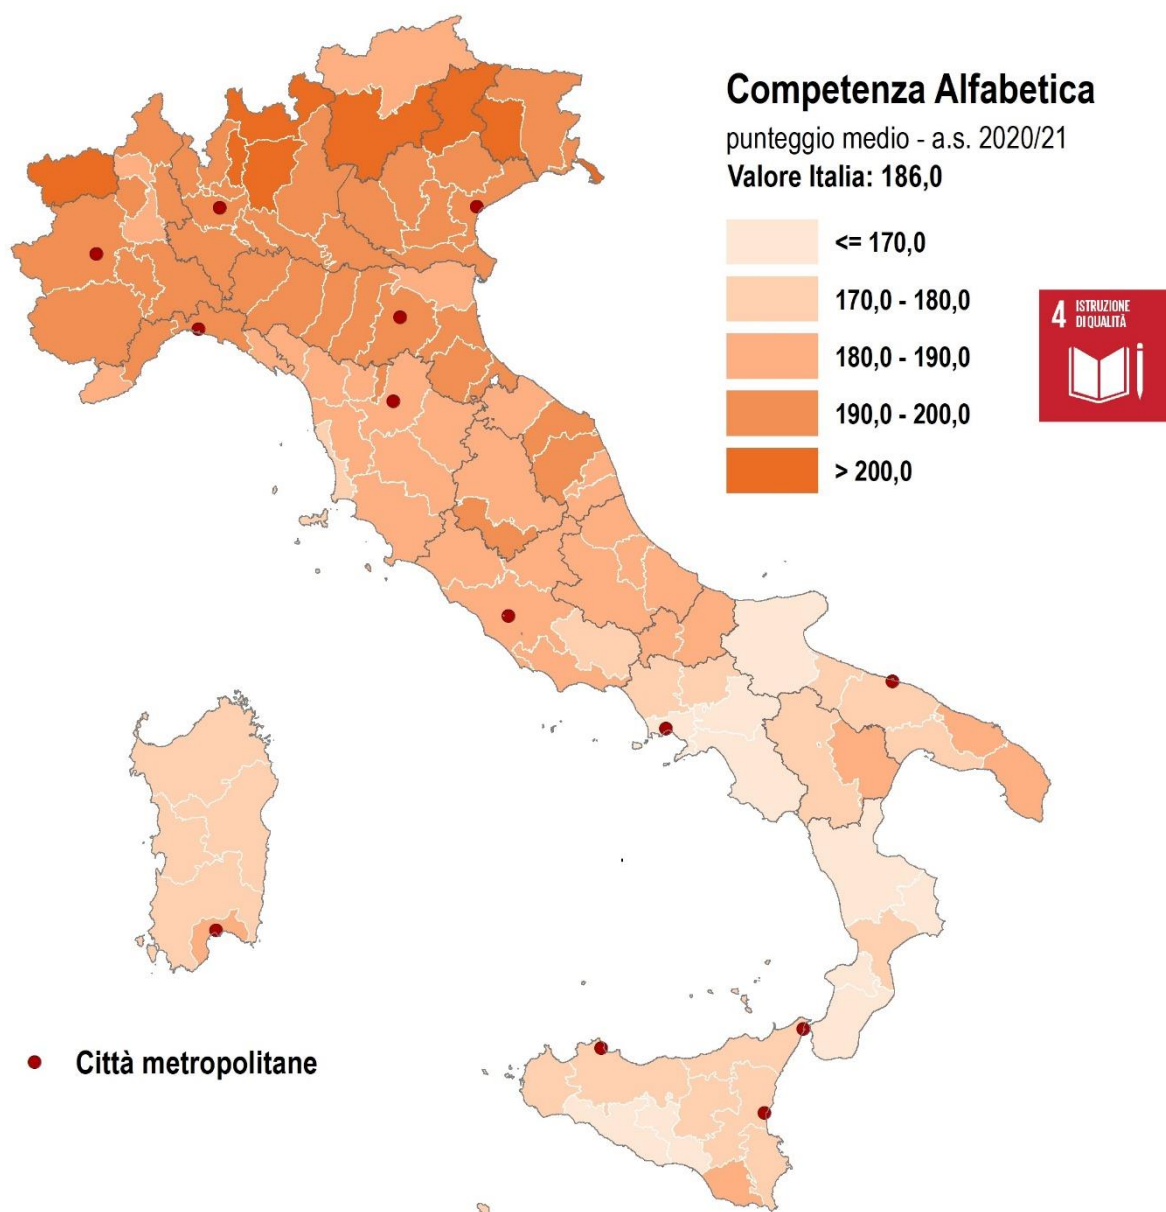 Competenza Alfabetica
punteggio medio - a.s. 2020/21
Valore Italia: 186,0
<= 170,0
170,0 - 180,0
180,0 - 190,0
190,0 - 200,0
> 200,0
4 ISTRUZIONE
DI QUALITÀ
Città metropolitane